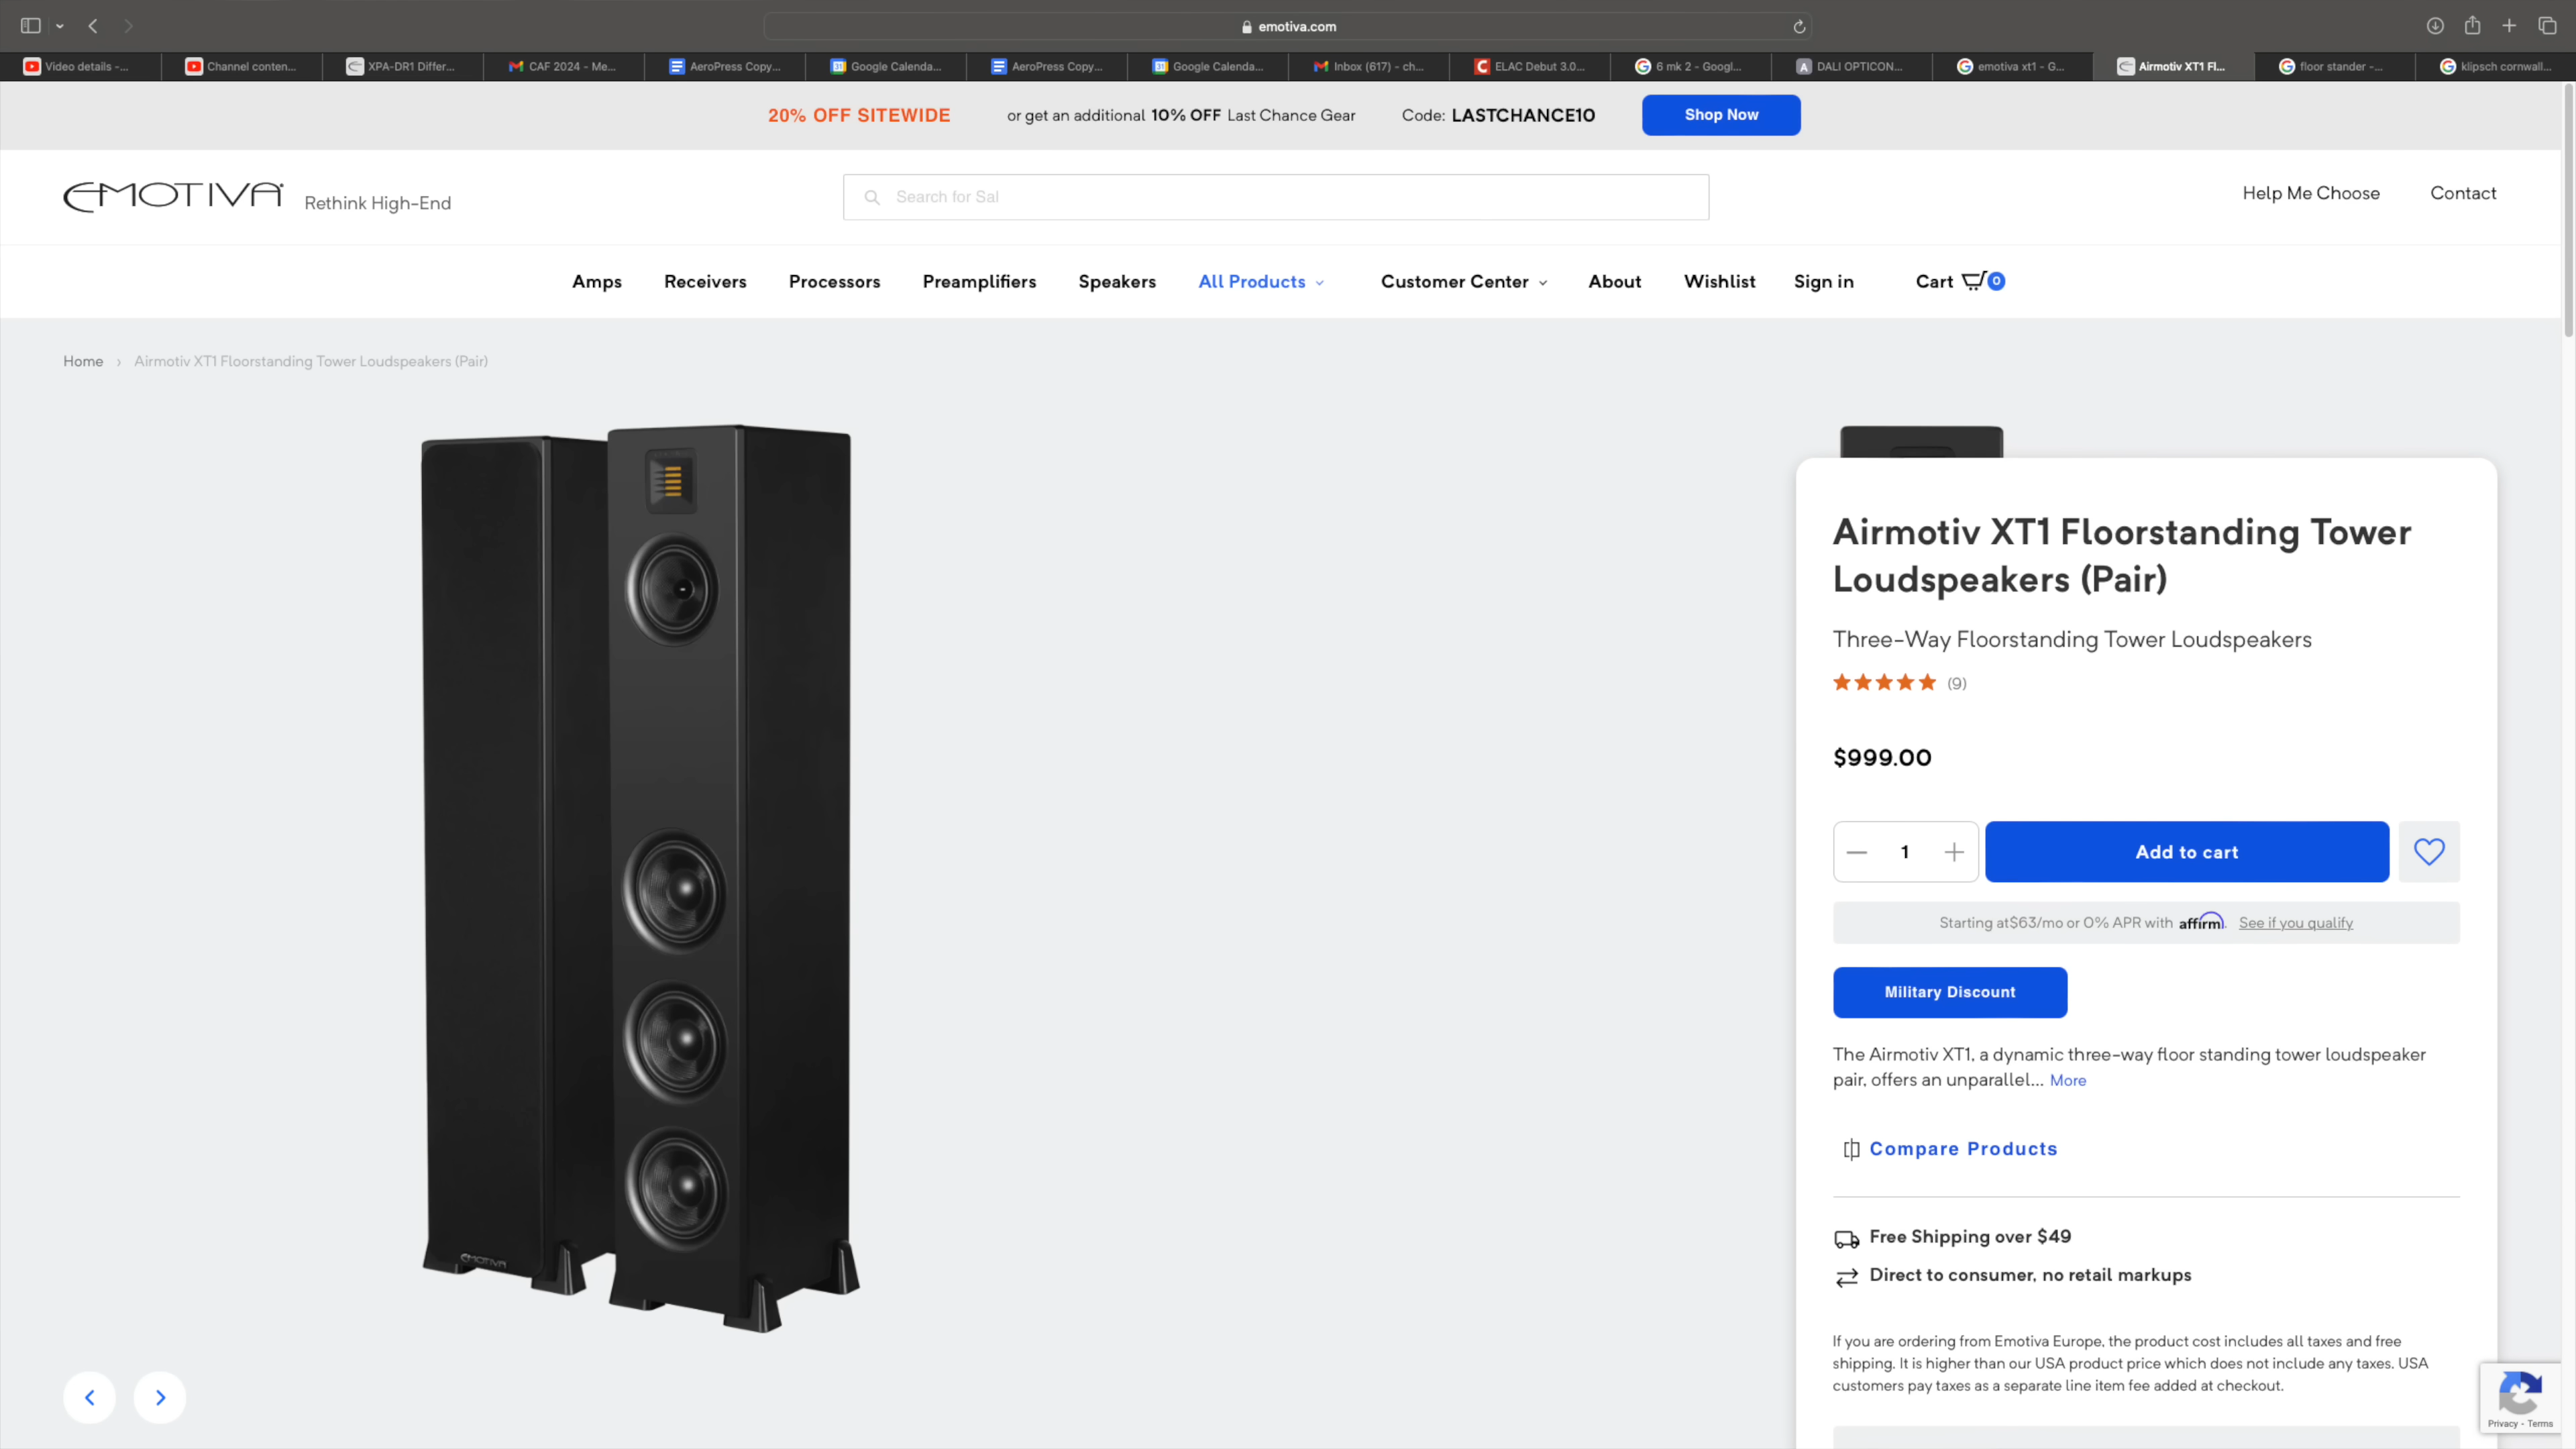 emotiva.com
Video details -...
Channel conten...
XPA-DR1 Differ...
CAF 2024 - Me...
AeroPress Copy...
Google Calenda...
AeroPress Copy...
Google Calenda...
Inbox (617) - ch...
ELAC Debut 3.0...
6 mk 2 - Googl...
DALI OPTICON...
emotiva xt1 - G...
Airmotiv XT1 Fl...
floor stander -...
klipsch cornwall...
20% OFF SITEWIDE or get an additional 10% OFF Last Chance Gear Code: LASTCHANCE10 Shop Now
EMOTIVA Rethink High-End
Search for Sal
Help Me Choose Contact
Amps Receivers Processors Preamplifiers Speakers All Products Customer Center About Wishlist Sign in Cart 0
Home › Airmotiv XT1 Floorstanding Tower Loudspeakers (Pair)
EMOTIVA
Airmotiv XT1 Floorstanding Tower
Loudspeakers (Pair)
Three-Way Floorstanding Tower Loudspeakers
(9)
$999.00
1
Add to cart
Starting at$63/mo or 0% APR with affirm. See if you qualify
Military Discount
The Airmotiv XT1, a dynamic three-way floor standing tower loudspeaker
pair, offers an unparallel... More
Compare Products
Free Shipping over $49
Direct to consumer, no retail markups
If you are ordering from Emotiva Europe, the product cost includes all taxes and free
shipping. It is higher than our USA product price which does not include any taxes. USA
customers pay taxes as a separate line item fee added at checkout.
Privacy - Terms